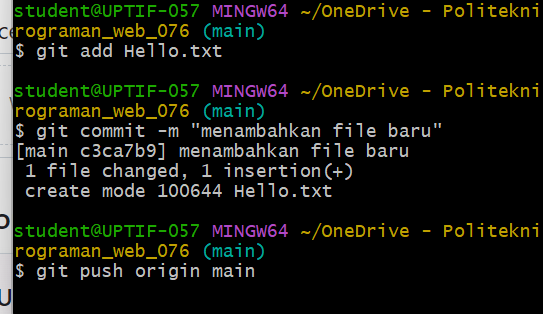 student@UPTIF-057 MINGW64 ~/OneDrive - Politekni
rograman_web_076 (main)
$ git add Hello.txt
student@UPTIF-057 MINGW64 ~/OneDrive - Politekni
rograman_web_076 (main)
$ git commit -m "menambahkan file baru"
[main c3ca7b9] menambahkan file baru
1 file changed, 1 insertion(+)
create mode 100644 Hello.txt
student@UPTIF-057 MINGW64 ~/OneDrive - Politekni
rograman_web_076 (main)
$ git push origin main